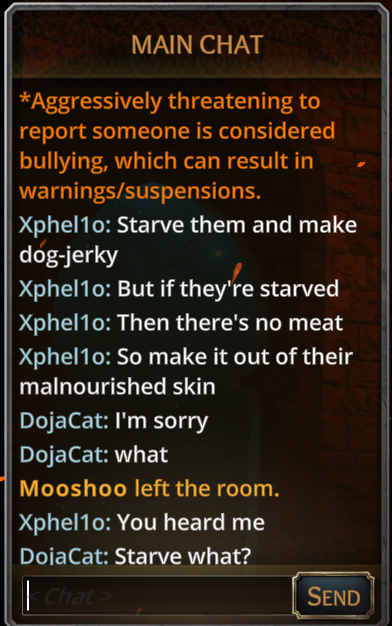 MAIN CHAT
*Aggressively threatening to
report someone is considered
bullying, which can result in
warnings/suspensions.
Xphel1o: Starve them and make
dog-jerky
Xphel1o: But if they're starved
Xphel1o: Then there's no meat
Xphel1o: So make it out of their
malnourished skin
DojaCat: I'm sorry
DojaCat: what
Mooshoo left the room.
Xphel1o: You heard me
DojaCat: Starve what?
< Chat > SEND